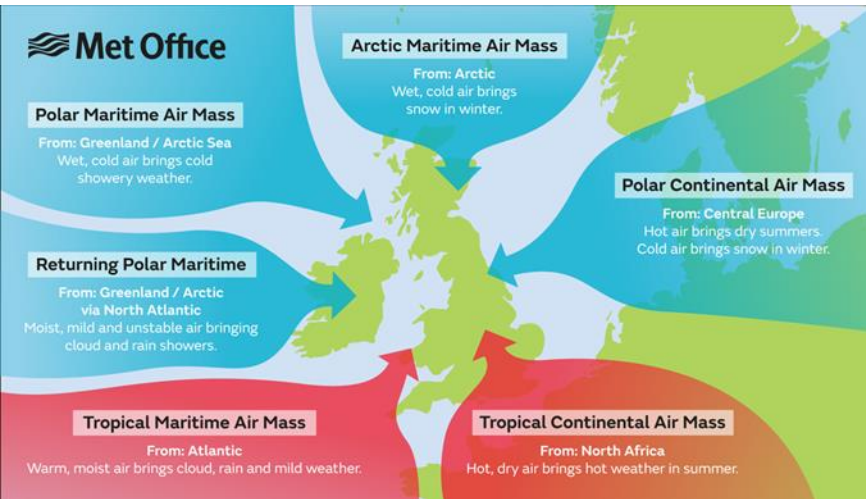 Met Office
Arctic Maritime Air Mass
From: Arctic
Wet, cold air brings
snow in winter.
Polar Maritime Air Mass
From: Greenland / Arctic Sea
Wet, cold air brings cold
showery weather.
Polar Continental Air Mass
From: Central Europe
Hot air brings dry summers.
Cold air brings snow in winter.
Returning Polar Maritime
From: Greenland / Arctic
via North Atlantic
Moist, mild and unstable air bringing
cloud and rain showers.
Tropical Maritime Air Mass
From: Atlantic
Warm, moist air brings cloud, rain and mild weather.
Tropical Continental Air Mass
From: North Africa
Hot, dry air brings hot weather in summer.